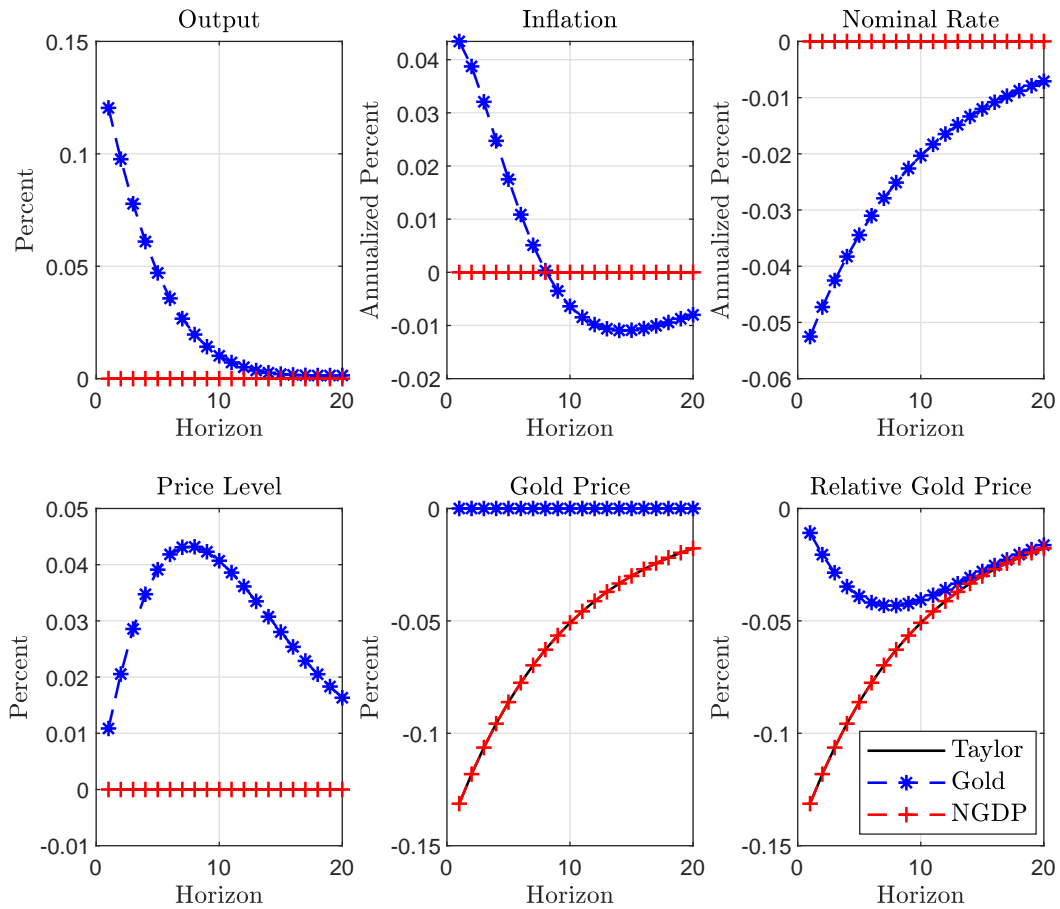 Output
0.15
0.1
0.05
0
0 10 20
Percent
Horizon
Inflation
0.04
0.03
0.02
0.01
0
-0.01
-0.02
0 10 20
Annualized Percent
Horizon
Nominal Rate
0
-0.01
-0.02
-0.03
-0.04
-0.05
-0.06
0 10 20
Annualized Percent
Horizon
Price Level
0.05
0.04
0.03
0.02
0.01
0
-0.01
0 10 20
Percent
Horizon
Gold Price
0
-0.05
-0.1
-0.15
0 10 20
Percent
Horizon
Relative Gold Price
0
-0.05
-0.1
-0.15
0 10 20
Percent
Horizon
Taylor
Gold
NGDP